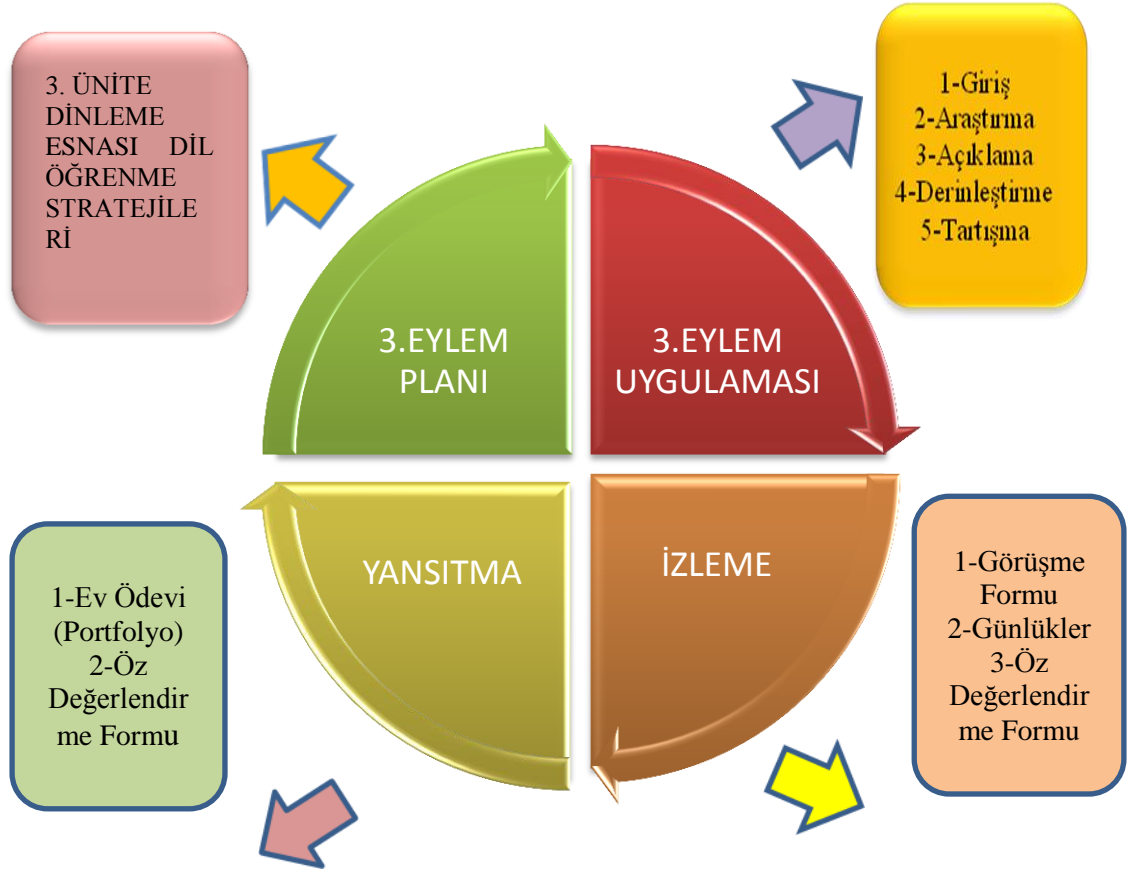 3. ÜNİTE
DİNLEME
ESNASI DİL
ÖĞRENME
STRATEJİLE
Rİ
1-Giriş
2-Araştırma
3-Açıklama
4-Derinleştirme
5-Tartışma
3.EYLEM
PLANI
3.EYLEM
UYGULAMASI
YANSITMA
İZLEME
1-Ev Ödevi
(Portfolyo)
2-Öz
Değerlendir
me Formu
1-Görüşme
Formu
2-Günlükler
3-Öz
Değerlendir
me Formu